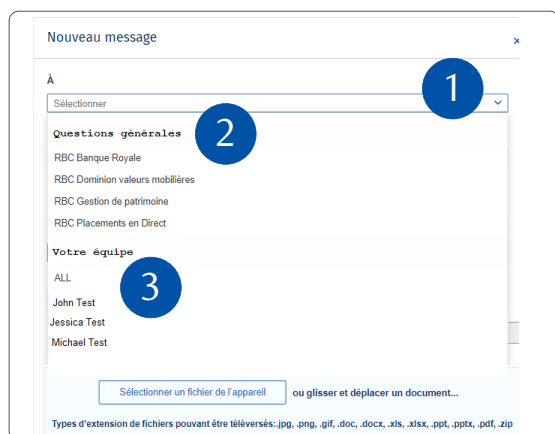 Nouveau message
×
À
1
Sélectionner
Questions générales
2
RBC Banque Royale
RBC Dominion valeurs mobilières
RBC Gestion de patrimoine
RBC Placements en Direct
Votre équipe
ALL
3
John Test
Jessica Test
Michael Test
Sélectionner un fichier de l'appareil ou glisser et déplacer un document...
Types d'extension de fichiers pouvant être téléversés:.jpg, .png, .gif, .doc, .docx, .xls, .xlsx, .ppt, .pptx, .pdf, .zip